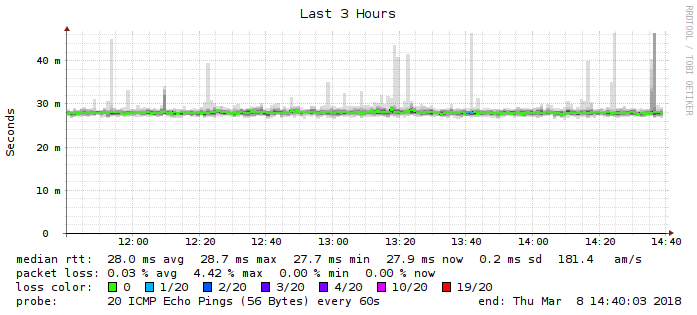 Last 3 Hours
RRDTOOL / TOBI OETIKER
Seconds
40 m
30 m
20 m
10 m
0
12:00 12:20 12:40 13:00 13:20 13:40 14:00 14:20 14:40
median rtt: 28.0 ms avg 28.7 ms max 27.7 ms min 27.9 ms now 0.2 ms sd 181.4 am/s
packet loss: 0.03 % avg 4.42 % max 0.00 % min 0.00 % now
loss color: 0 1/20 2/20 3/20 4/20 10/20 19/20
probe: 20 ICMP Echo Pings (56 Bytes) every 60s end: Thu Mar 8 14:40:03 2018